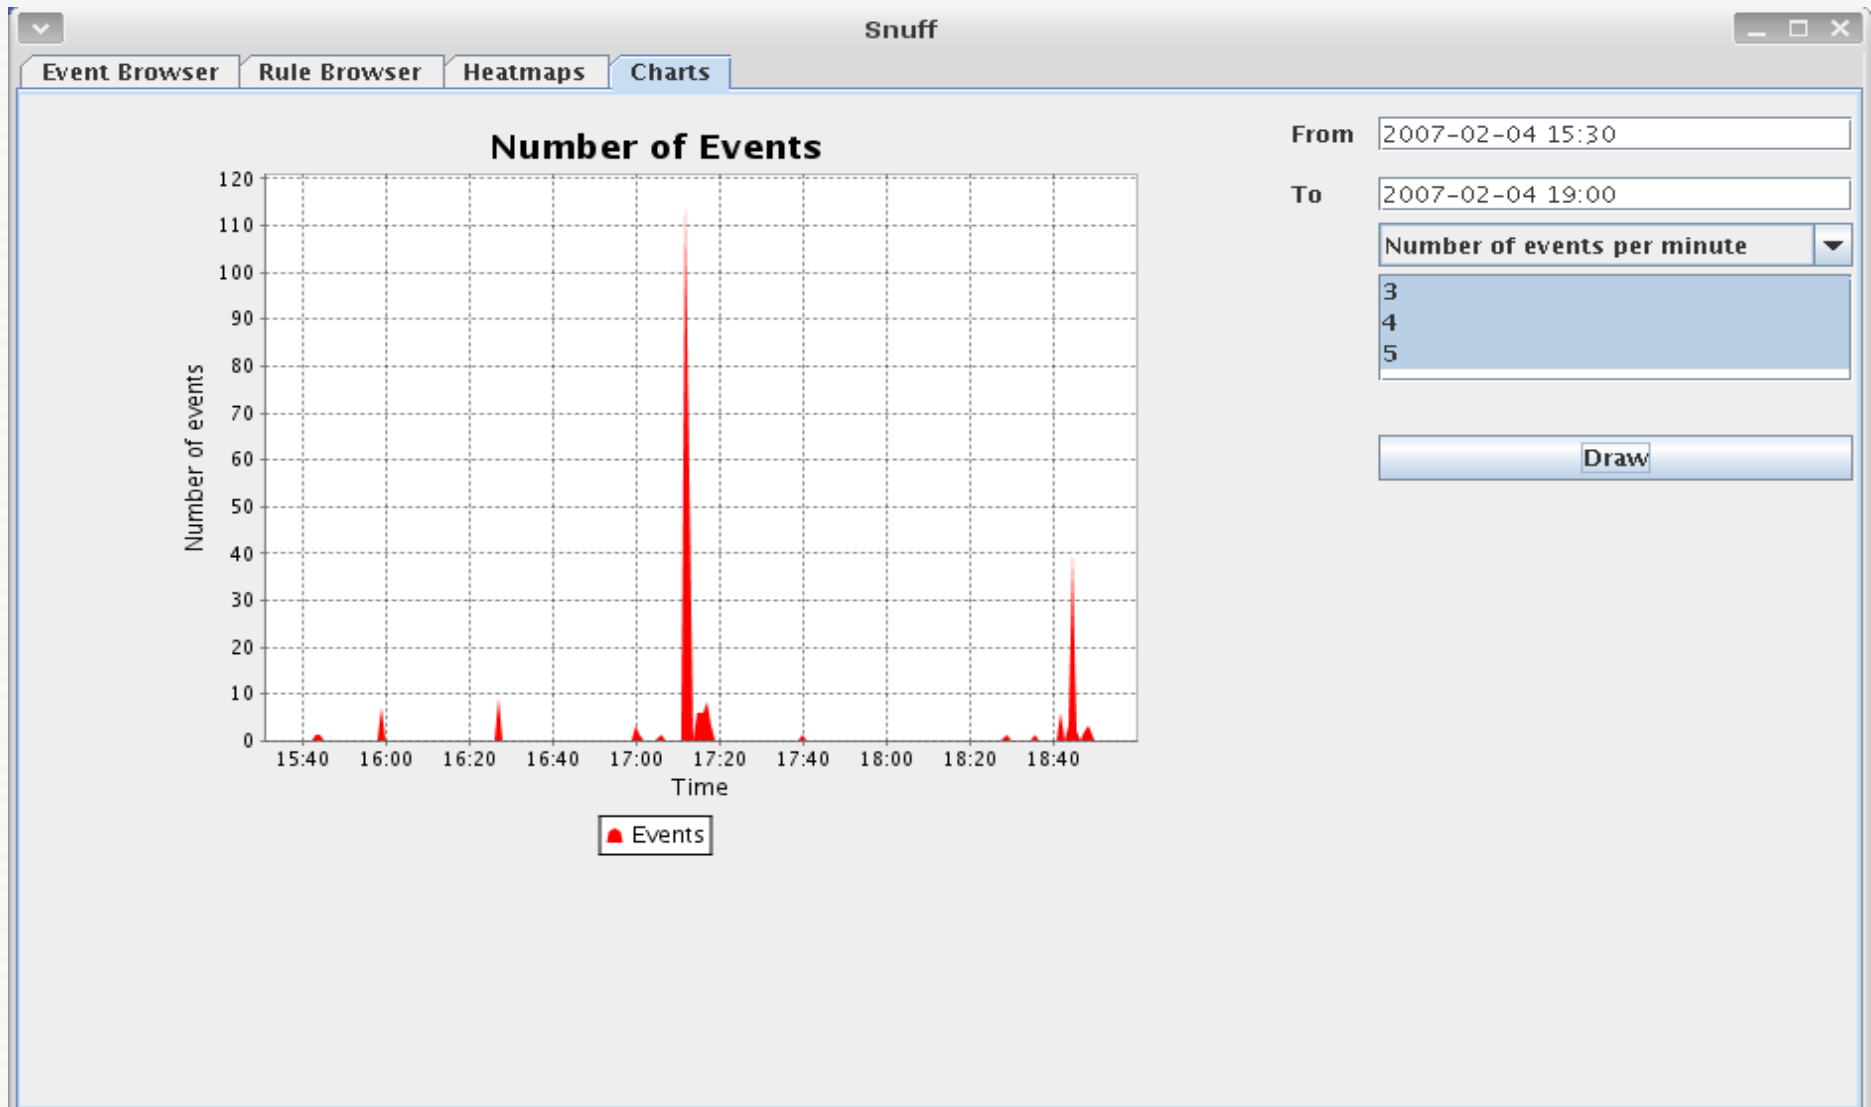 Snuff
Event Browser Rule Browser Heatmaps Charts
Number of Events
120
110
100
90
80
70
60
50
40
30
20
10
0
Number of events
15:40 16:00 16:20 16:40 17:00 17:20 17:40 18:00 18:20 18:40
Time
Events
From 2007-02-04 15:30
To 2007-02-04 19:00
Number of events per minute
3
4
5
Draw